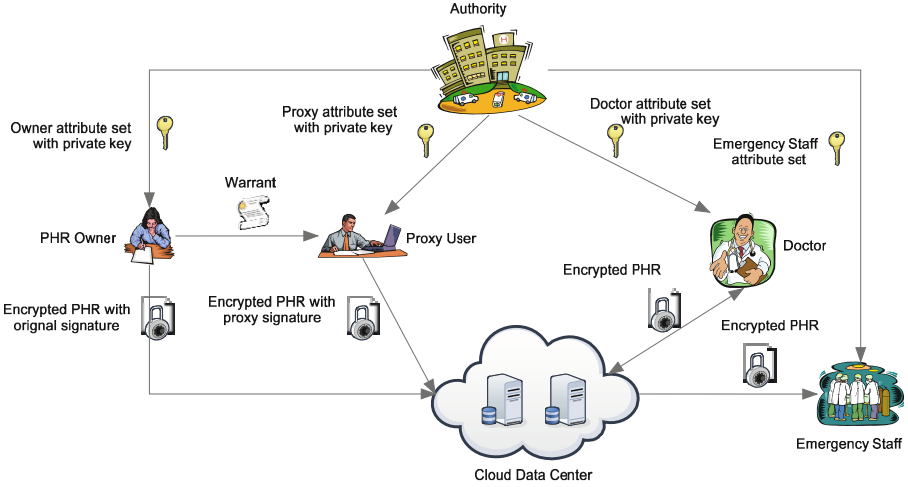 Authority
Owner attribute set
with private key
Proxy attribute set
with private key
Doctor attribute set
with private key
Emergency Staff
attribute set
Warrant
PHR Owner
Proxy User
Doctor
Encrypted PHR with
orignal signature
Encrypted PHR with
proxy signature
Encrypted PHR
Encrypted PHR
Emergency Staff
Cloud Data Center